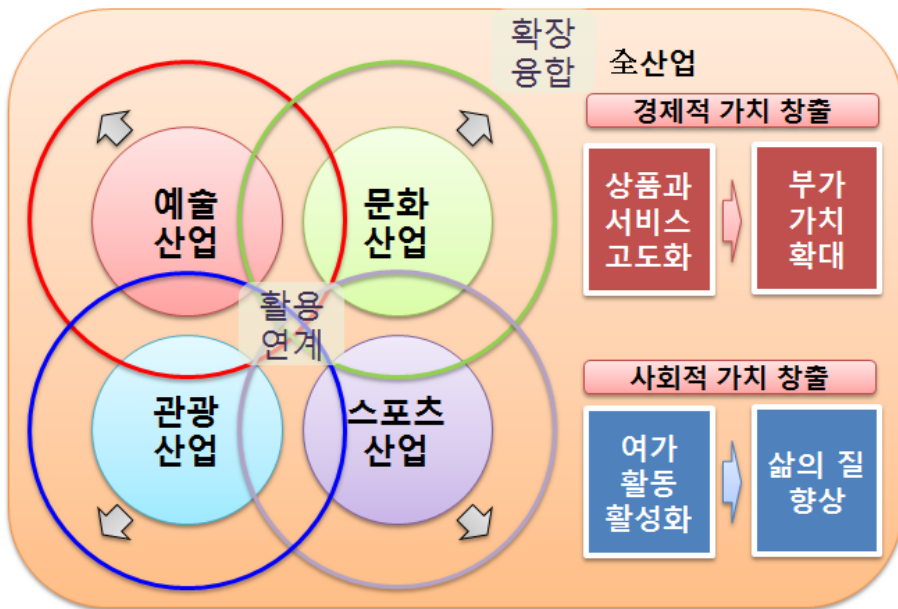 확장
융합
全산업
예술
산업
문화
산업
활용
연계
관광
산업
스포츠
산업
경제적 가치 창출
상품과
서비스
고도화
부가
가치
확대
사회적 가치 창출
여가
활동
활성화
삶의 질
향상